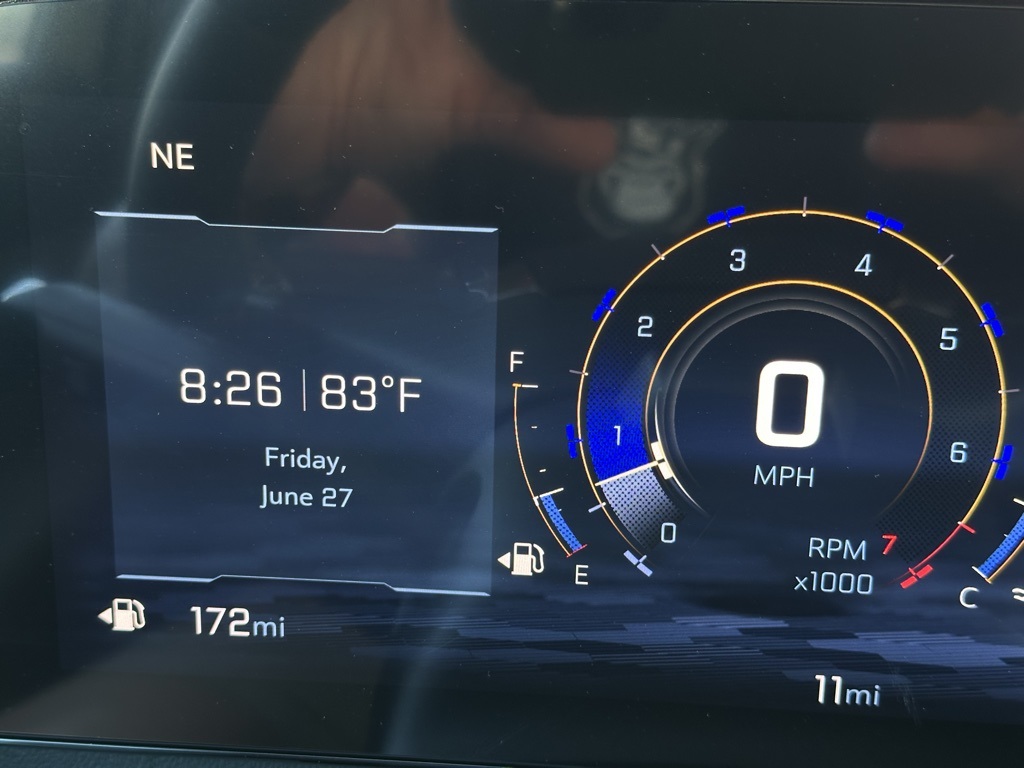 NE
8:26 | 83°F
Friday,
June 27
172mi
F
E
0
1
2
3
4
5
6
7
0
MPH
RPM
x1000
C
11mi